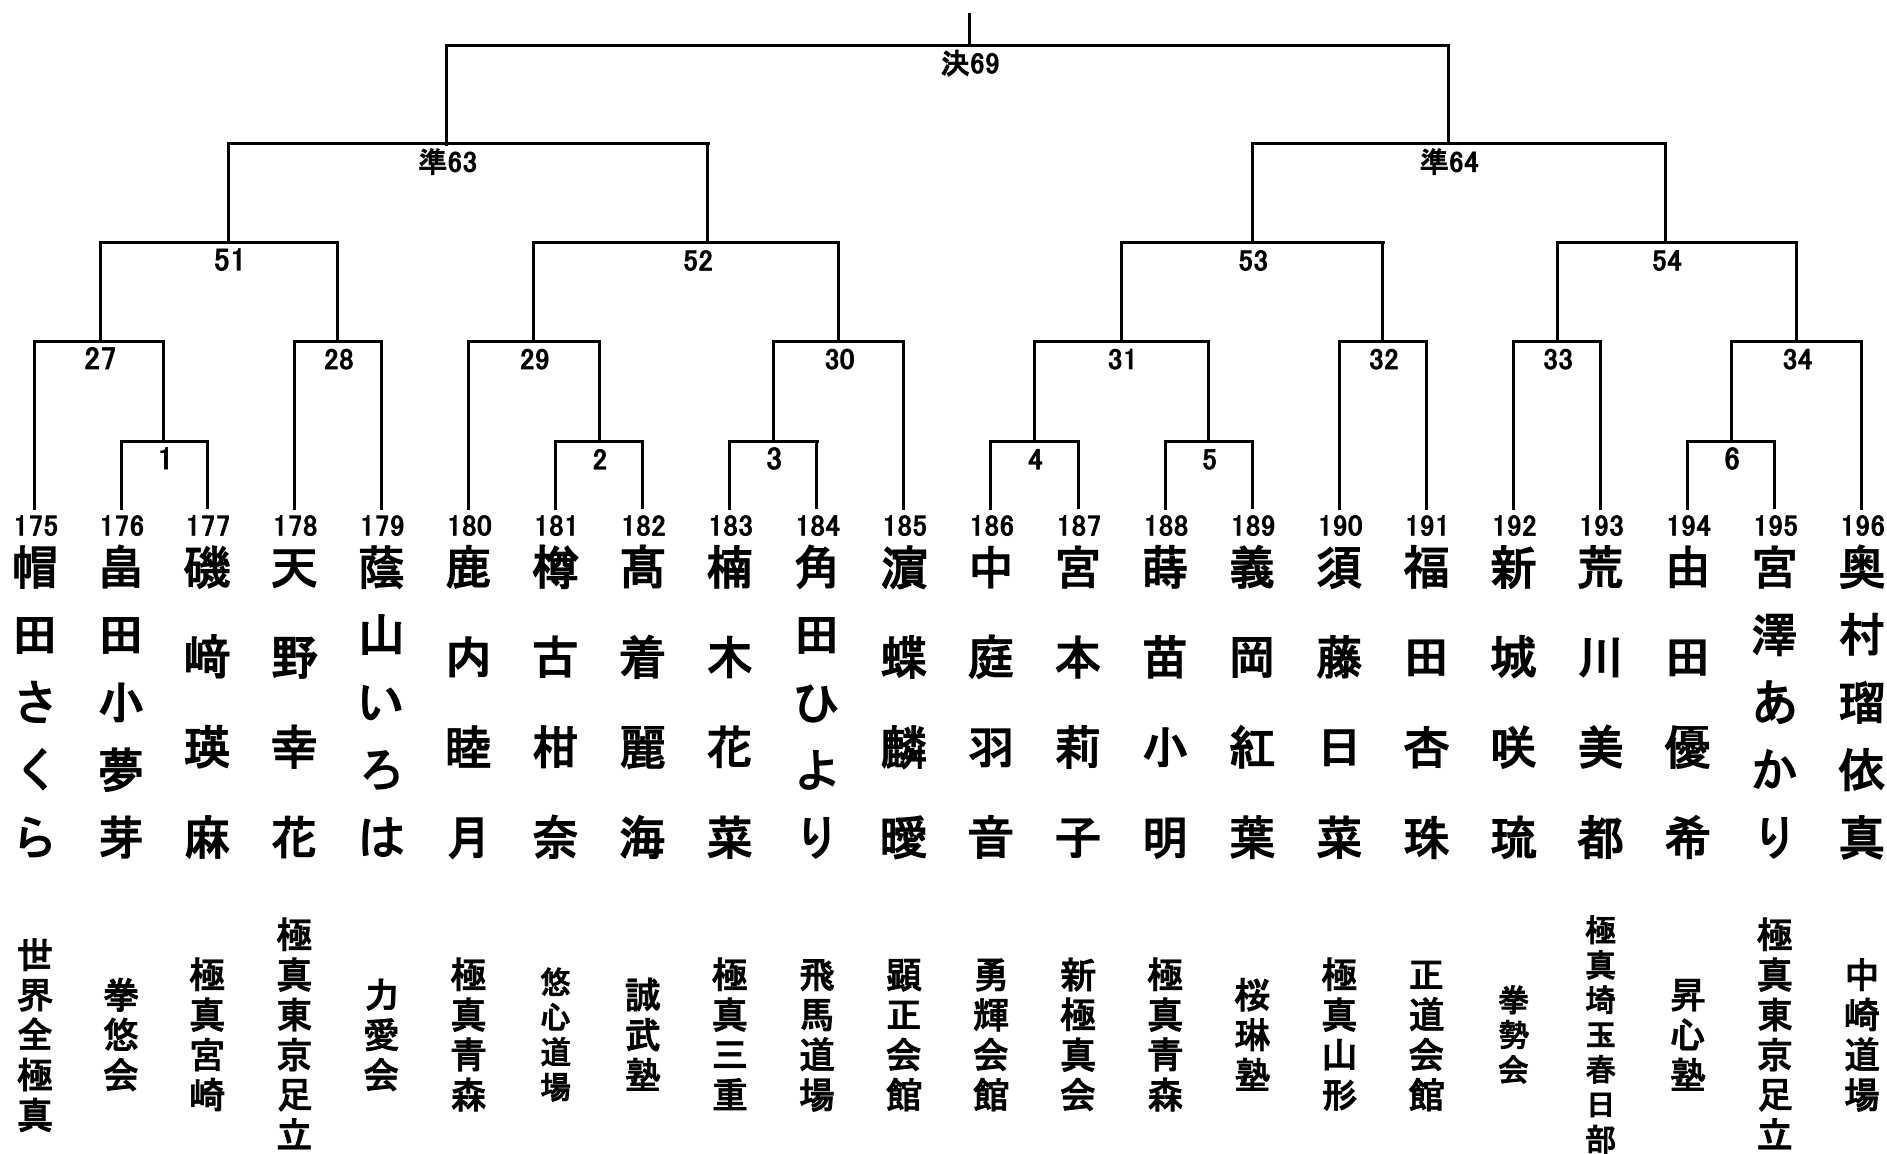 決69
準63
準64
51
52
53
54
27
28
29
30
31
32
33
34
1
2
3
4
5
6
175
帽田さくら
世界全極真
176
畠田小夢芽
拳悠会
177
磯﨑瑛麻
極真宮崎
178
天野幸花
極真東京足立
179
蔭山いろは
力愛会
180
鹿内睦月
極真青森
181
樽古柑奈
悠心道場
182
髙着麗海
誠武塾
183
楠木花菜
極真三重
184
角田ひより
飛馬道場
185
濵蝶麟曖
顕正会館
186
中庭羽音
勇輝会館
187
宮本莉子
新極真会
188
蒔苗小明
極真青森
189
義岡紅葉
桜琳塾
190
須藤日菜
極真山形
191
福田杏珠
正道会館
192
新城咲琉
拳勢会
193
荒川美都
極真埼玉春日部
194
由田優希
昇心塾
195
宮澤あかり
極真東京足立
196
奥村瑠依真
中崎道場